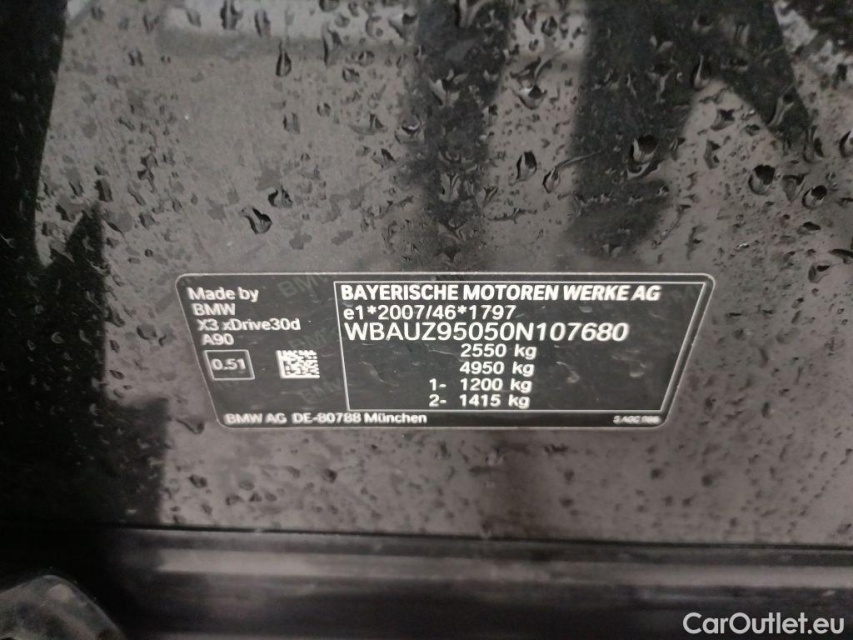 Made by
BMW
X3 xDrive30d
A90
0.51
BMW AG DE-80788 München
BAYERISCHE MOTOREN WERKE AG
e1*2007/46*1797
WBAUZ95050N107680
2550 kg
4950 kg
1- 1200 kg
2- 1415 kg
CarOutlet.eu